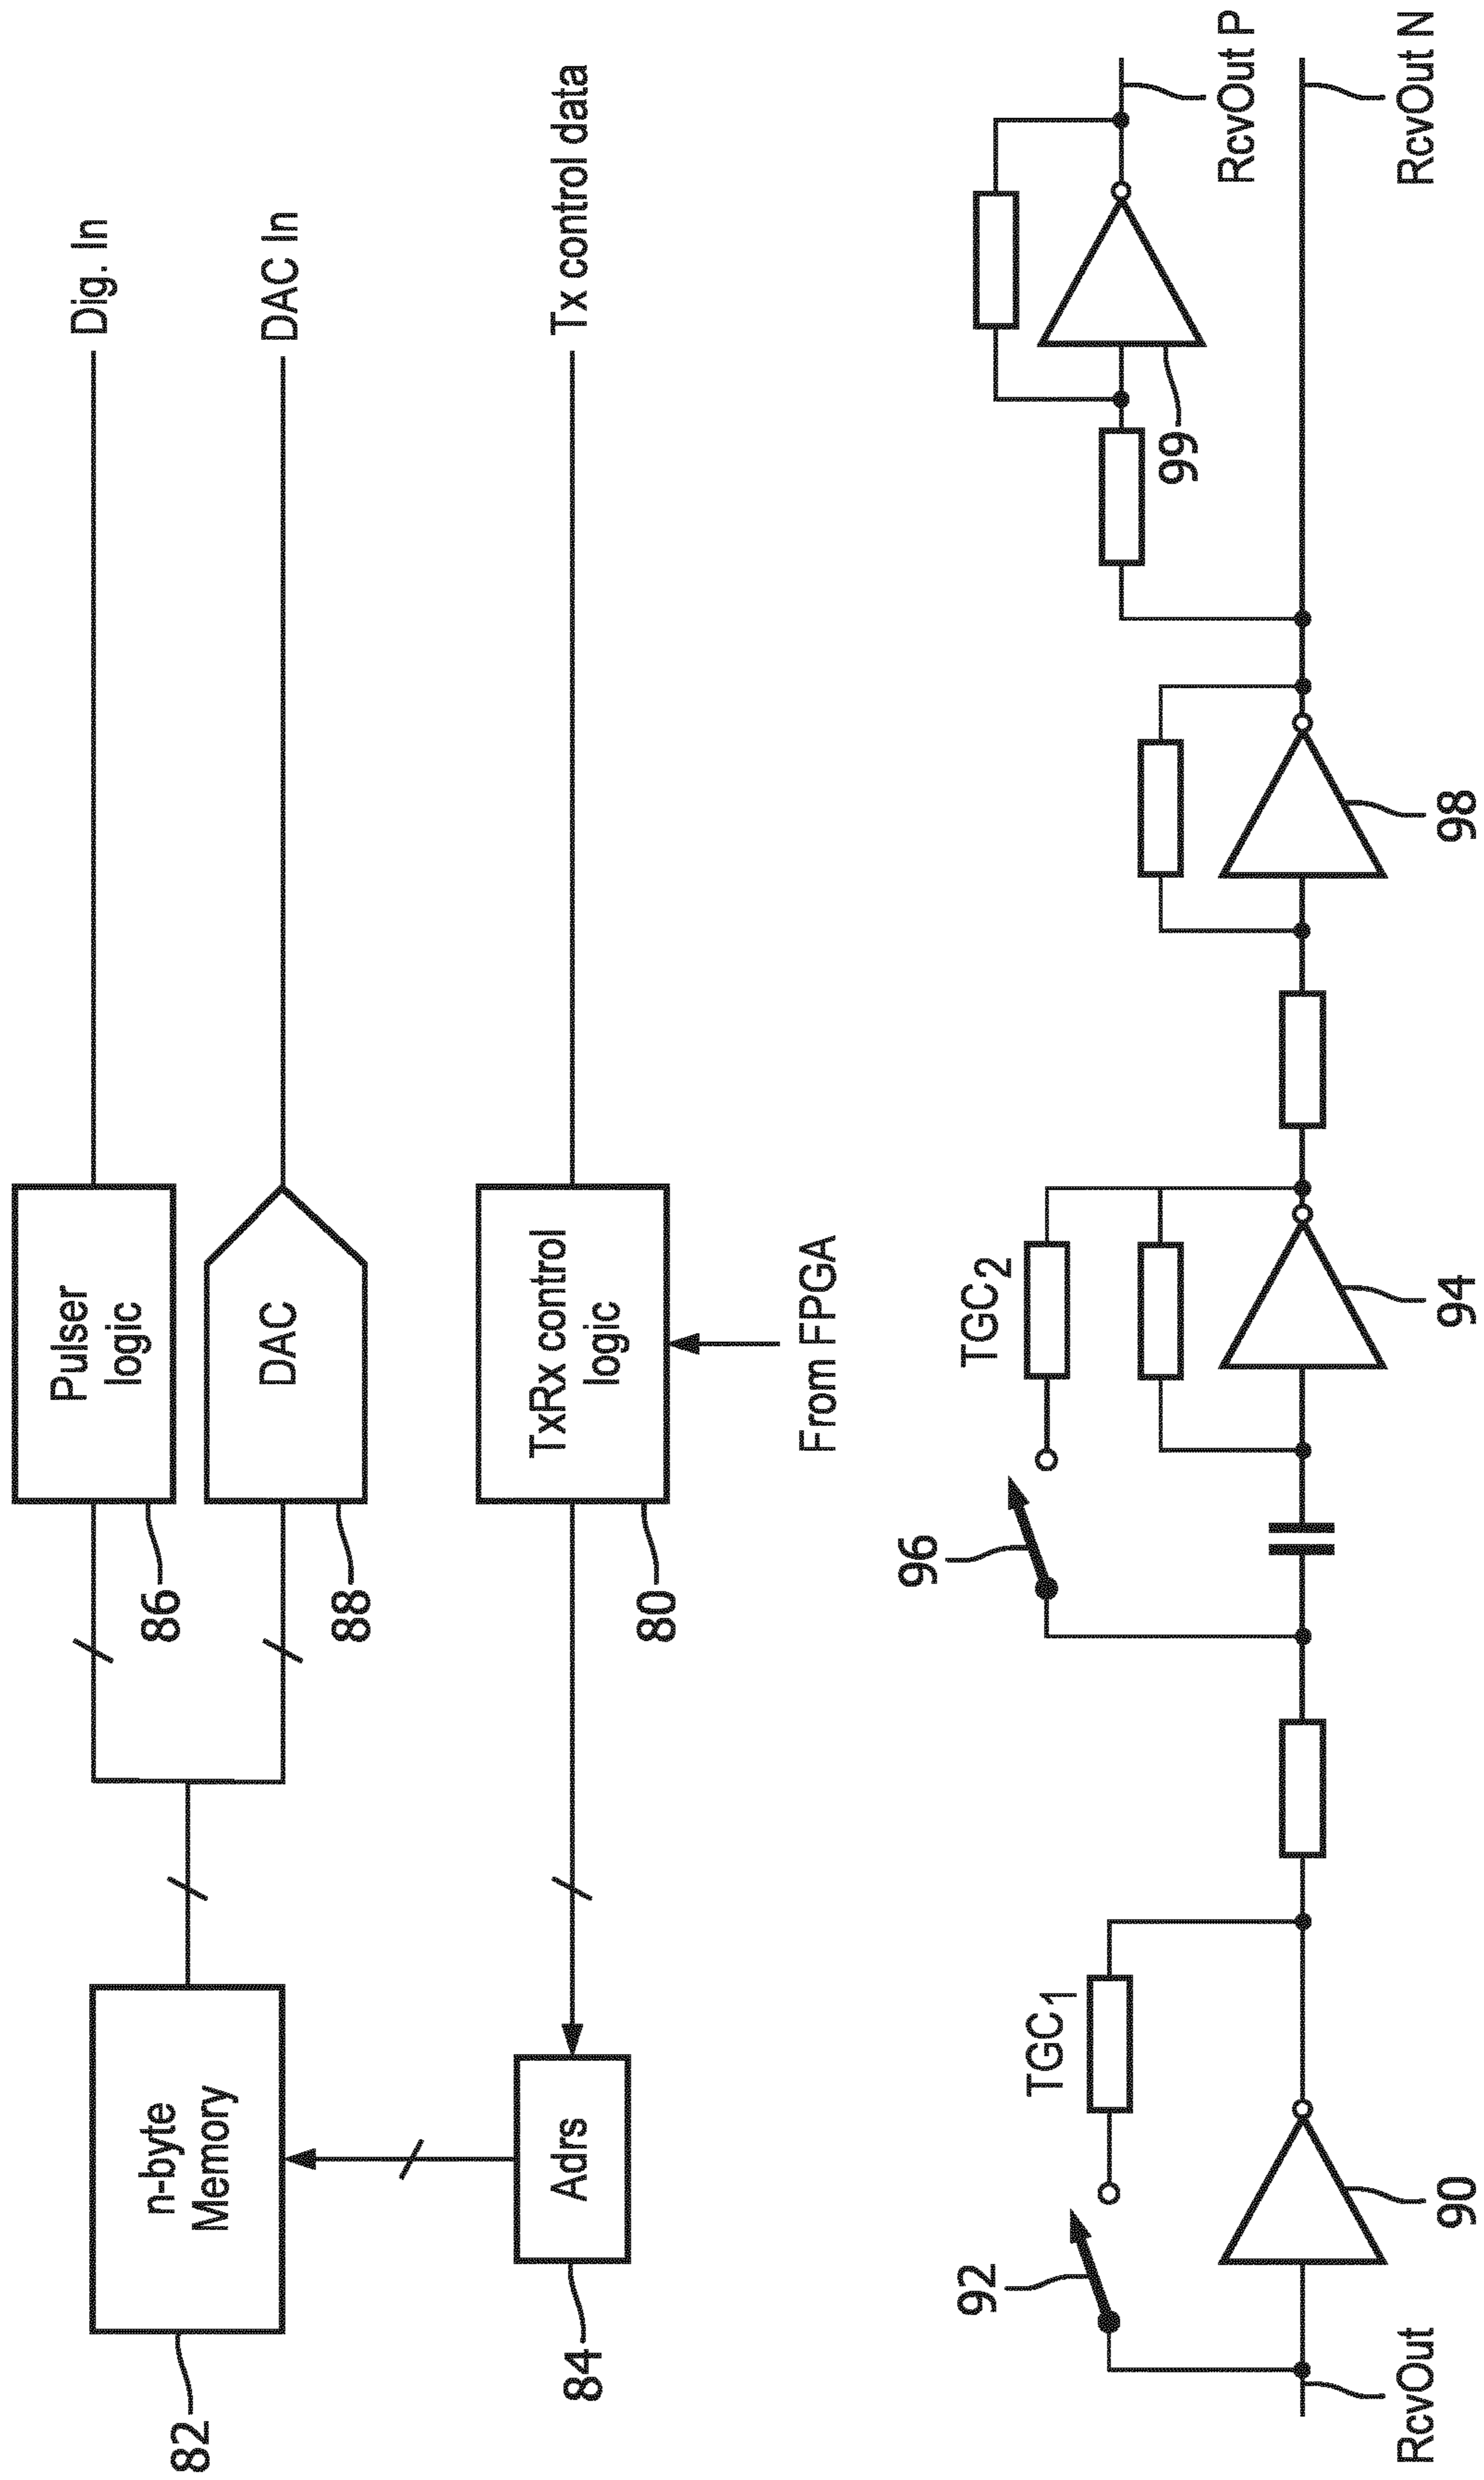 82
n-byte
Memory
86
Pulser
logic
Dig. In
88
DAC
DAC In
84
Adrs
80
TxRx control
logic
Tx control data
From FPGA
92
TGC1
96
TGC2
99
RcvOut P
RcvOut
90
94
98
RcvOut N